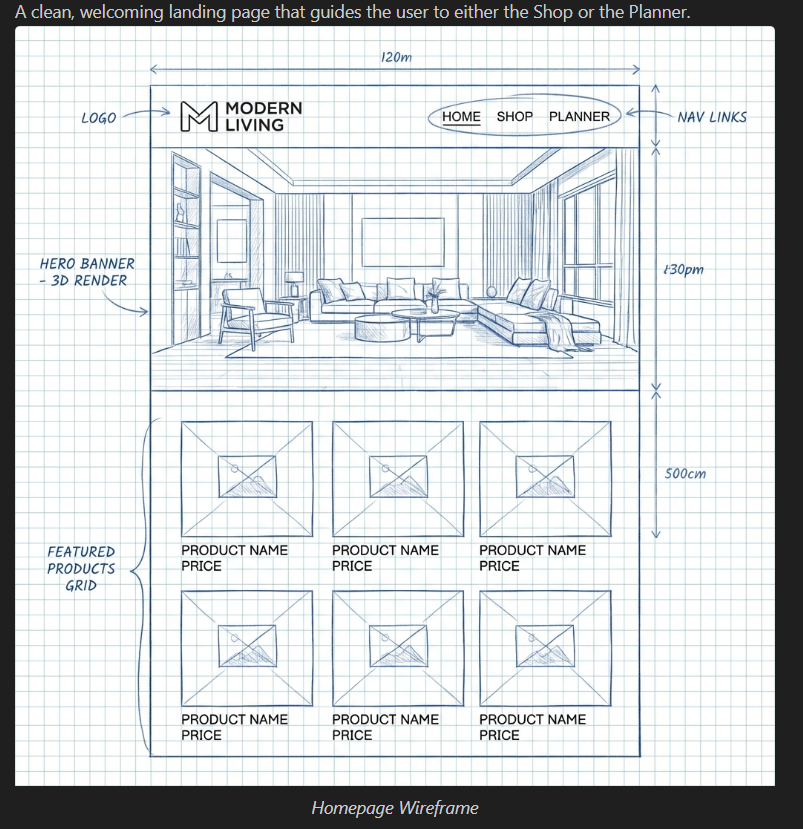 A clean, welcoming landing page that guides the user to either the Shop or the Planner.
120m
LOGO
MODERN
LIVING
HOME SHOP PLANNER
NAV LINKS
HERO BANNER
- 3D RENDER
1:30pm
500cm
FEATURED
PRODUCTS
GRID
PRODUCT NAME
PRICE
PRODUCT NAME
PRICE
PRODUCT NAME
PRICE
PRODUCT NAME
PRICE
PRODUCT NAME
PRICE
PRODUCT NAME
PRICE
Homepage Wireframe